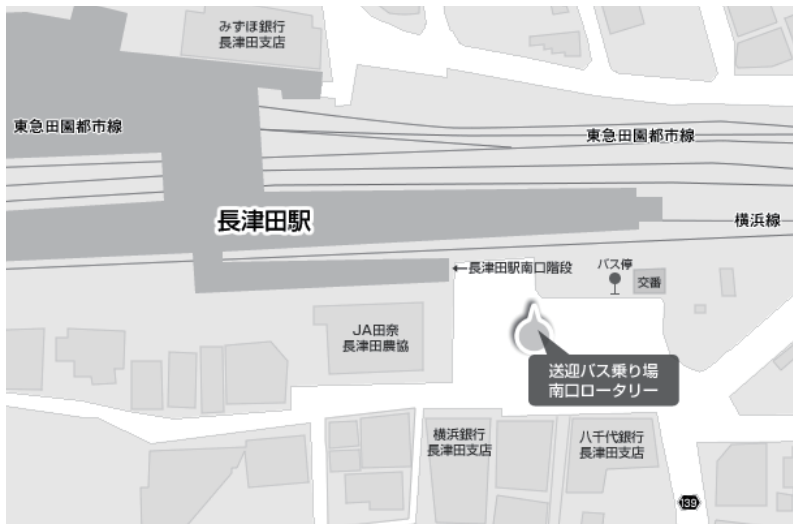 みずほ銀行
長津田支店
東急田園都市線
東急田園都市線
長津田駅
横浜線
←長津田駅南口階段
バス停
交番
JA田奈
長津田農協
送迎バス乗り場
南口ロータリー
横浜銀行
長津田支店
八千代銀行
長津田支店
139